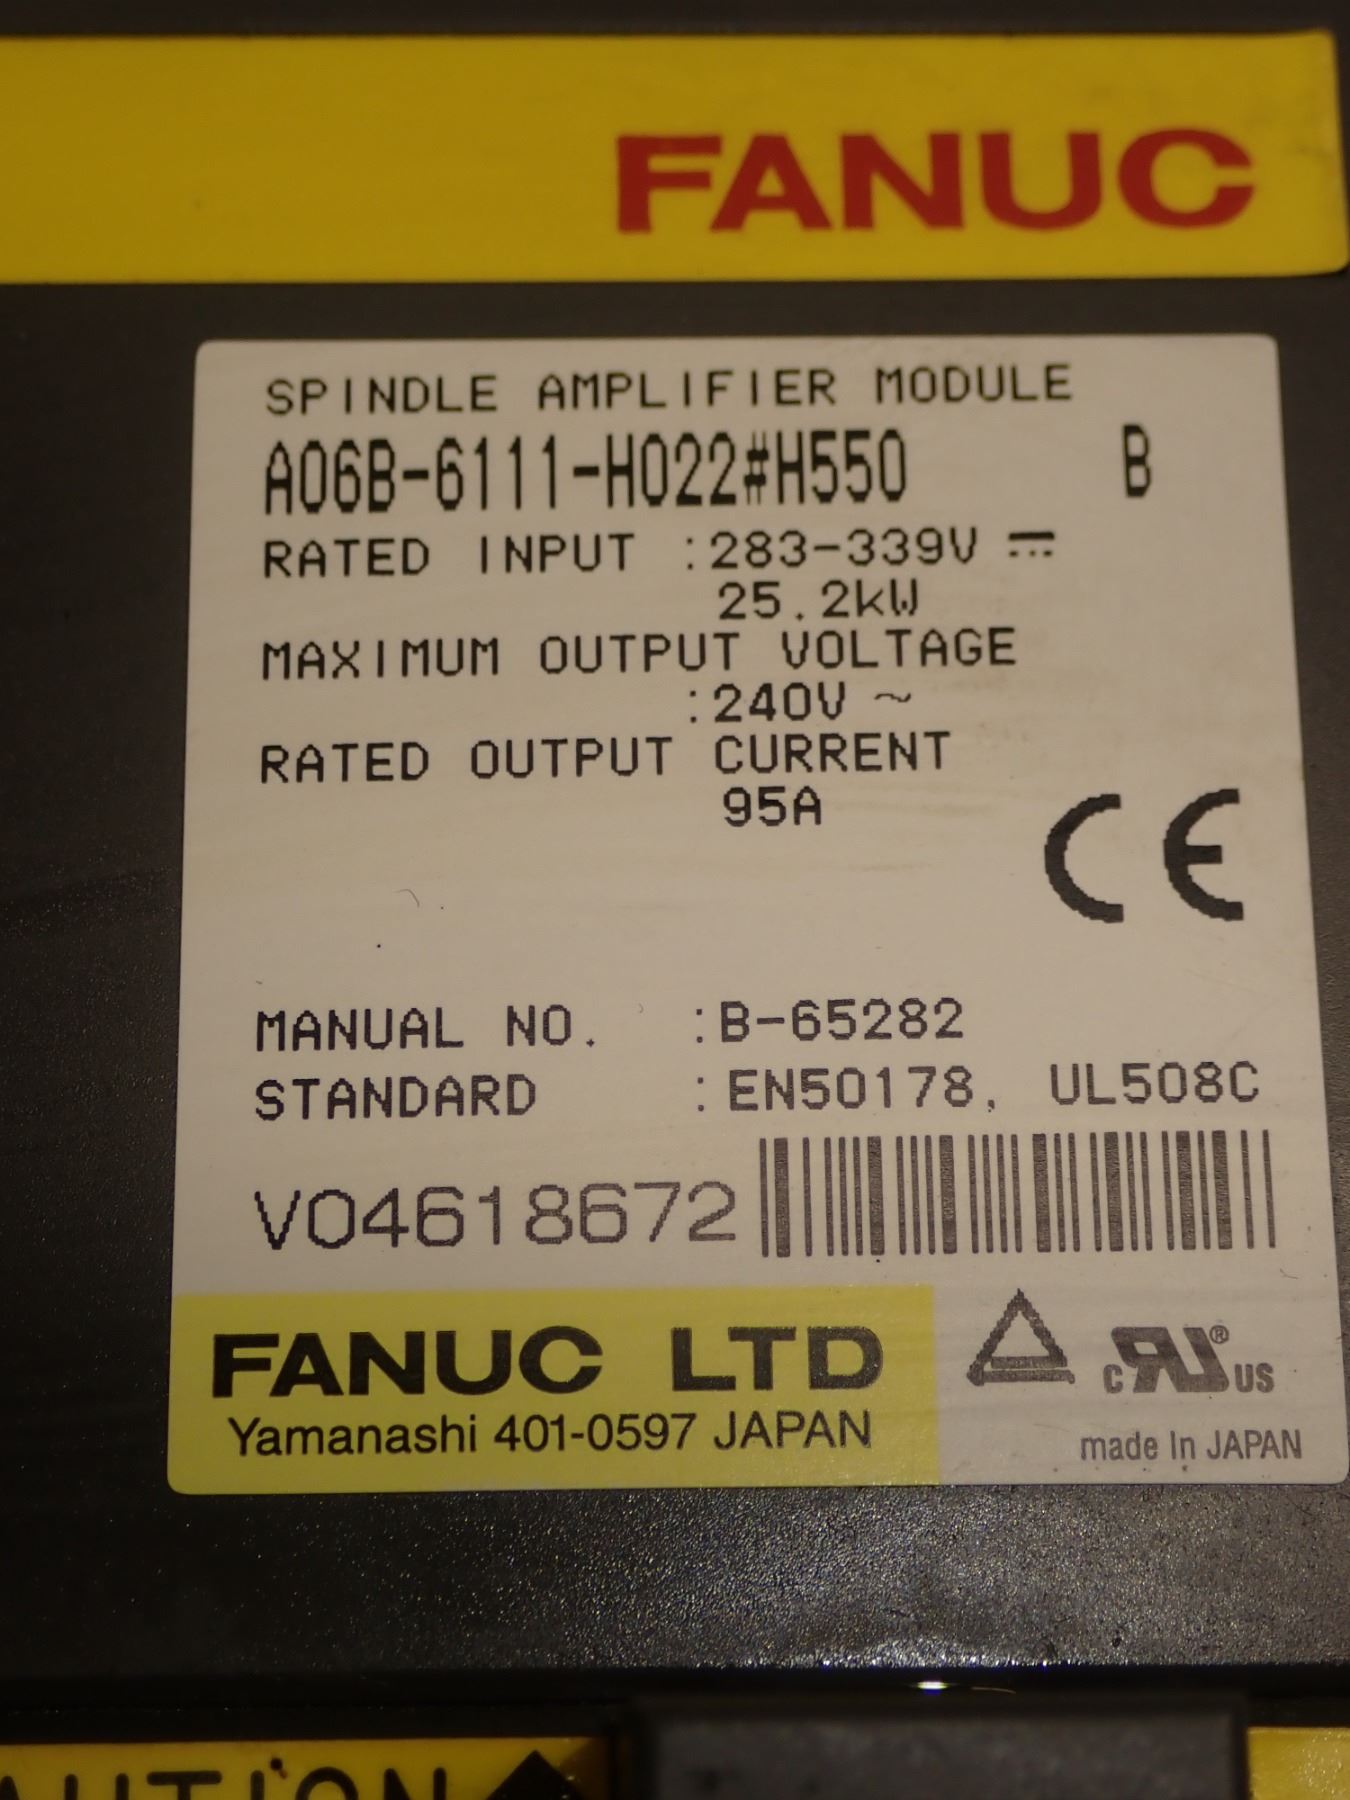 FANUC
SPINDLE AMPLIFIER MODULE
A06B-6111-H022#H550 B
RATED INPUT :283-339V ⎓
25.2kW
MAXIMUM OUTPUT VOLTAGE
:240V ~
RATED OUTPUT CURRENT
95A
CE
MANUAL NO. :B-65282
STANDARD :EN50178, UL508C
V04618672
FANUC LTD
Yamanashi 401-0597 JAPAN
c RU ® US
made In JAPAN